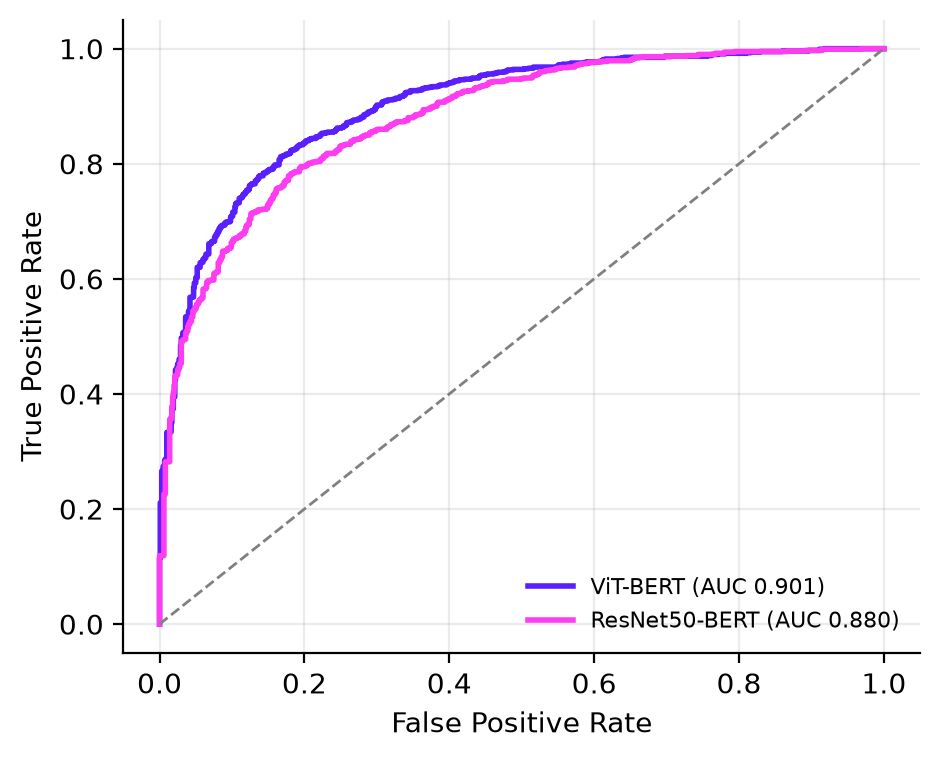 True Positive Rate
1.0
0.8
0.6
0.4
0.2
0.0
ViT-BERT (AUC 0.901)
ResNet50-BERT (AUC 0.880)
0.0 0.2 0.4 0.6 0.8 1.0
False Positive Rate